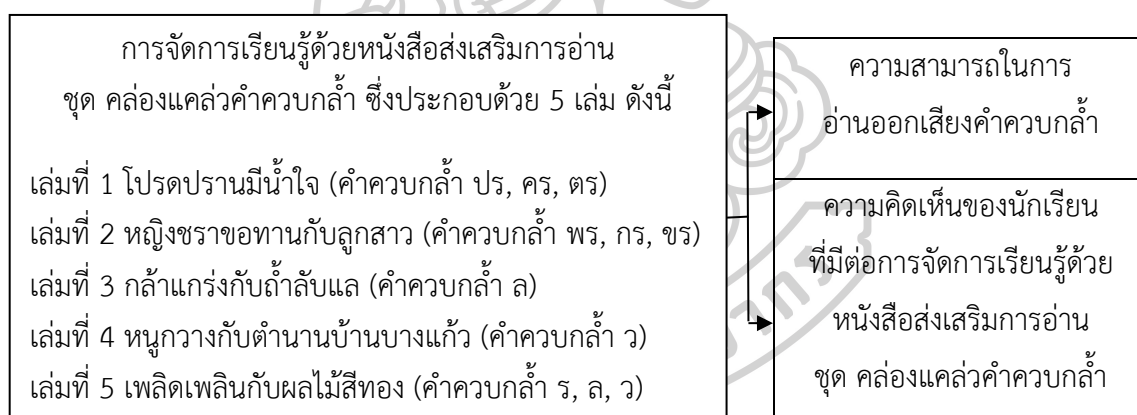 การจัดการเรียนรู้ด้วยหนังสือส่งเสริมการอ่าน
ชุด คล่องแคล่วคำควบกล้ำ ซึ่งประกอบด้วย 5 เล่ม ดังนี้
เล่มที่ 1 โปรดปรานมีน้ำใจ (คำควบกล้ำ ปร, คร, ตร)
เล่มที่ 2 หญิงชราขอทานกับลูกสาว (คำควบกล้ำ พร, กร, ขร)
เล่มที่ 3 กล้าแกร่งกับถ้ำลับแล (คำควบกล้ำ ล)
เล่มที่ 4 หนูกวางกับตำนานบ้านบางแก้ว (คำควบกล้ำ ว)
เล่มที่ 5 เพลิดเพลินกับผลไม้สีทอง (คำควบกล้ำ ร, ล, ว)
ความสามารถในการ
อ่านออกเสียงคำควบกล้ำ
ความคิดเห็นของนักเรียน
ที่มีต่อการจัดการเรียนรู้ด้วย
หนังสือส่งเสริมการอ่าน
ชุด คล่องแคล่วคำควบกล้ำ